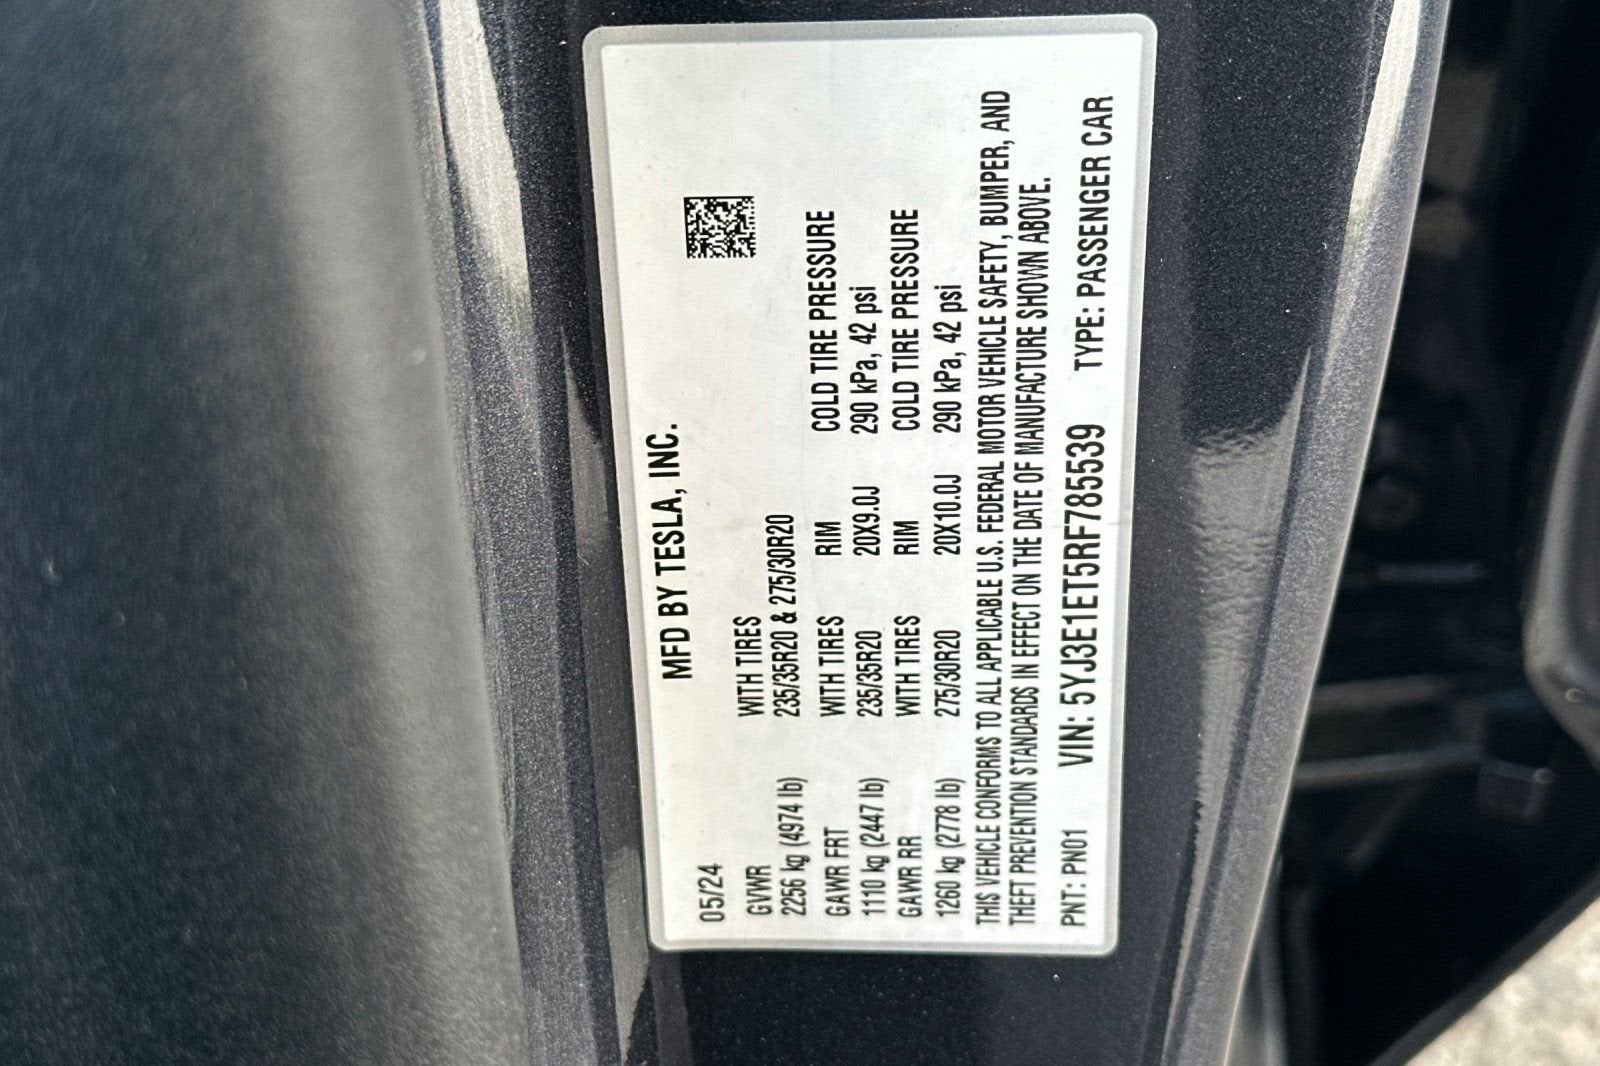 MFD BY TESLA, INC.
05/24
GVWR WITH TIRES
2256 kg (4974 lb) 235/35R20 & 275/30R20
GAWR FRT WITH TIRES RIM COLD TIRE PRESSURE
1110 kg (2447 lb) 235/35R20 20X9.0J 290 kPa, 42 psi
GAWR RR WITH TIRES RIM COLD TIRE PRESSURE
1260 kg (2778 lb) 275/30R20 20X10.0J 290 kPa, 42 psi
THIS VEHICLE CONFORMS TO ALL APPLICABLE U.S. FEDERAL MOTOR VEHICLE SAFETY, BUMPER, AND
THEFT PREVENTION STANDARDS IN EFFECT ON THE DATE OF MANUFACTURE SHOWN ABOVE.
PNT: PN01 VIN: 5YJ3E1ET5RF785539 TYPE: PASSENGER CAR